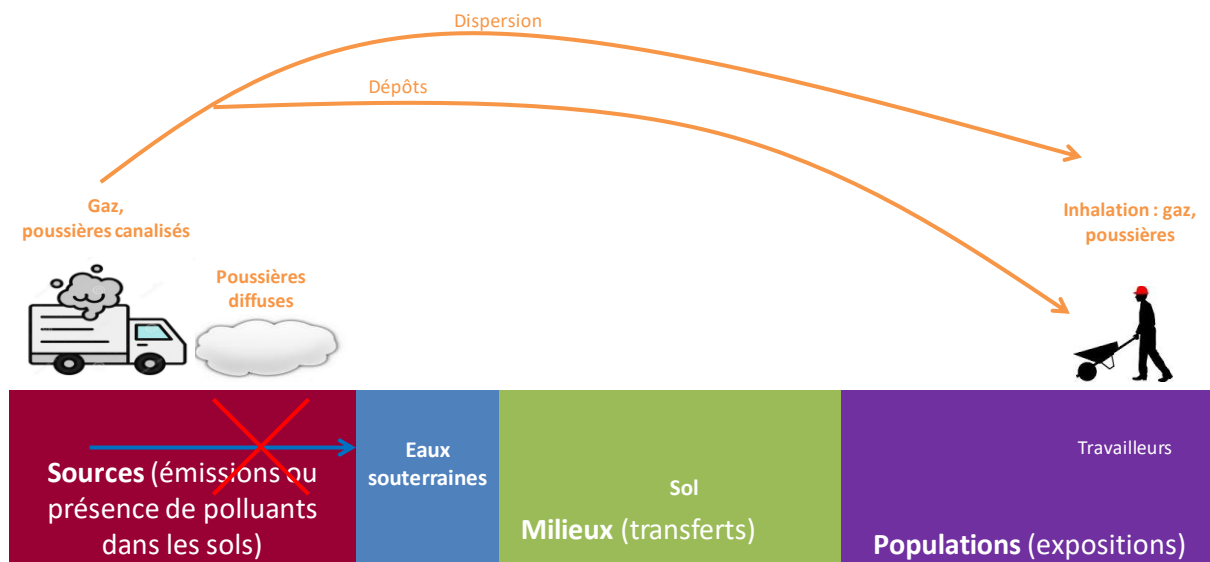 Dispersion
Dépôts
Gaz,
poussières canalisés
Poussières
diffuses
Inhalation : gaz,
poussières
Sources (émissions ou
présence de polluants
dans les sols)
Eaux
souterraines
Sol
Milieux (transferts)
Travailleurs
Populations (expositions)